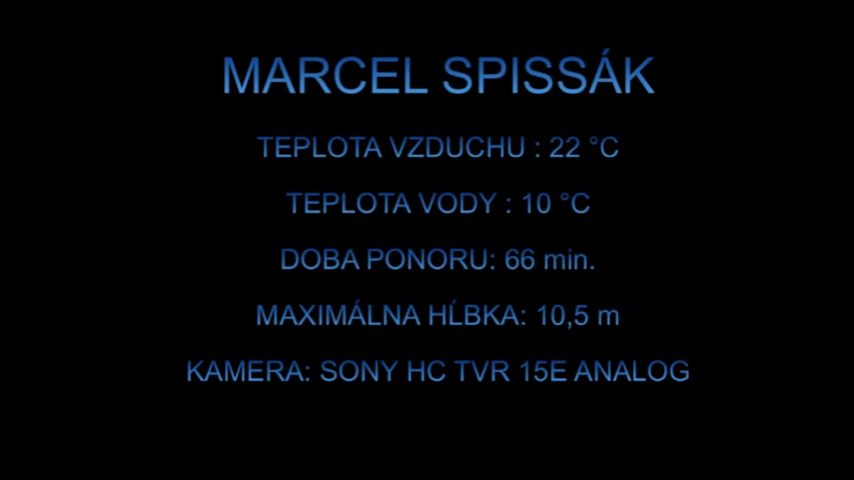 MARCEL SPISSÁK
TEPLOTA VZDUCHU : 22 °C
TEPLOTA VODY : 10 °C
DOBA PONORU: 66 min.
MAXIMÁLNA HĹBKA: 10,5 m
KAMERA: SONY HC TVR 15E ANALOG